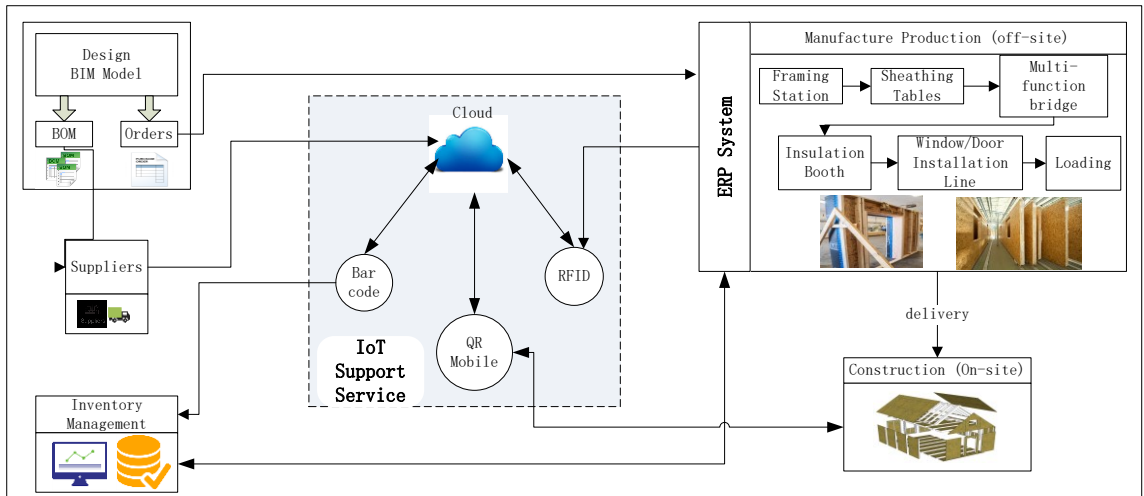 Design
BIM Model
BOM
Orders
Suppliers
Inventory
Management
Cloud
Bar
code
QR
Mobile
RFID
IoT
Support
Service
ERP System
Manufacture Production (off-site)
Framing
Station
Sheathing
Tables
Multi-
function
bridge
Insulation
Booth
Window/Door
Installation
Line
Loading
delivery
Construction (On-site)